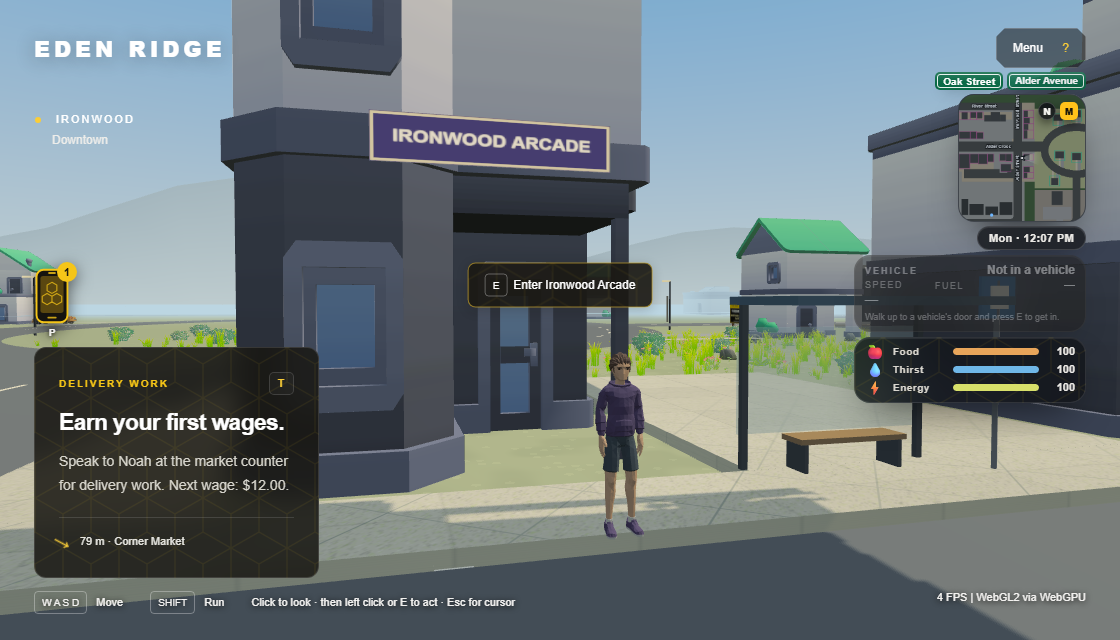 EDEN RIDGE
Menu ?
Oak Street
Alder Avenue
IRONWOOD
Downtown
IRONWOOD ARCADE
N
M
Mon · 12:07 PM
VEHICLE
Not in a vehicle
SPEED
FUEL
—
—
Walk up to a vehicle's door and press E to get in.
E Enter Ironwood Arcade
1
P
Food 100
Thirst 100
Energy 100
DELIVERY WORK
T
Earn your first wages.
Speak to Noah at the market counter
for delivery work. Next wage: $12.00.
79 m · Corner Market
WASD Move
SHIFT Run
Click to look · then left click or E to act · Esc for cursor
4 FPS | WebGL2 via WebGPU